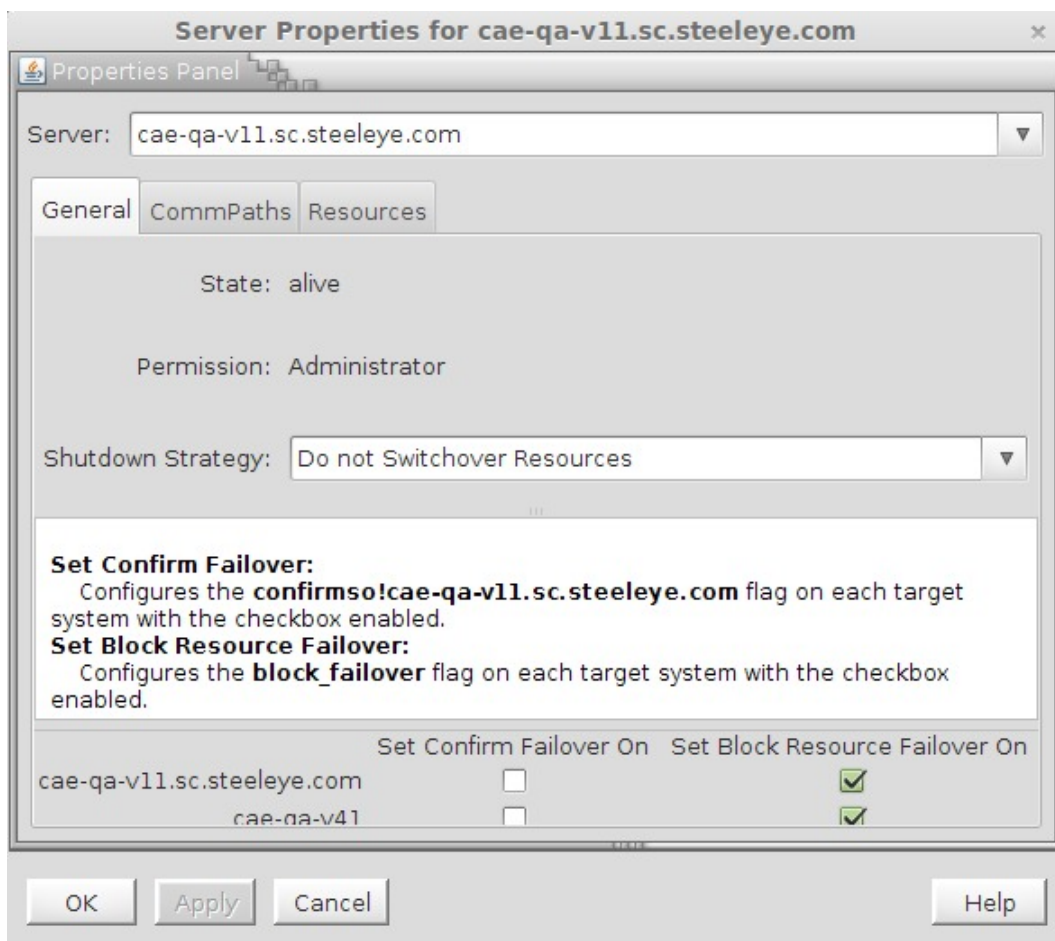 Server Properties for cae-qa-v11.sc.steeleye.com
Properties Panel
Server: cae-qa-v11.sc.steeleye.com
General CommPaths Resources
State: alive
Permission: Administrator
Shutdown Strategy: Do not Switchover Resources
Set Confirm Failover:
Configures the confirmso!cae-qa-v11.sc.steeleye.com flag on each target
system with the checkbox enabled.
Set Block Resource Failover:
Configures the block_failover flag on each target system with the checkbox
enabled.
Set Confirm Failover On Set Block Resource Failover On
cae-qa-v11.sc.steeleye.com
cae-qa-v41
OK Apply Cancel Help